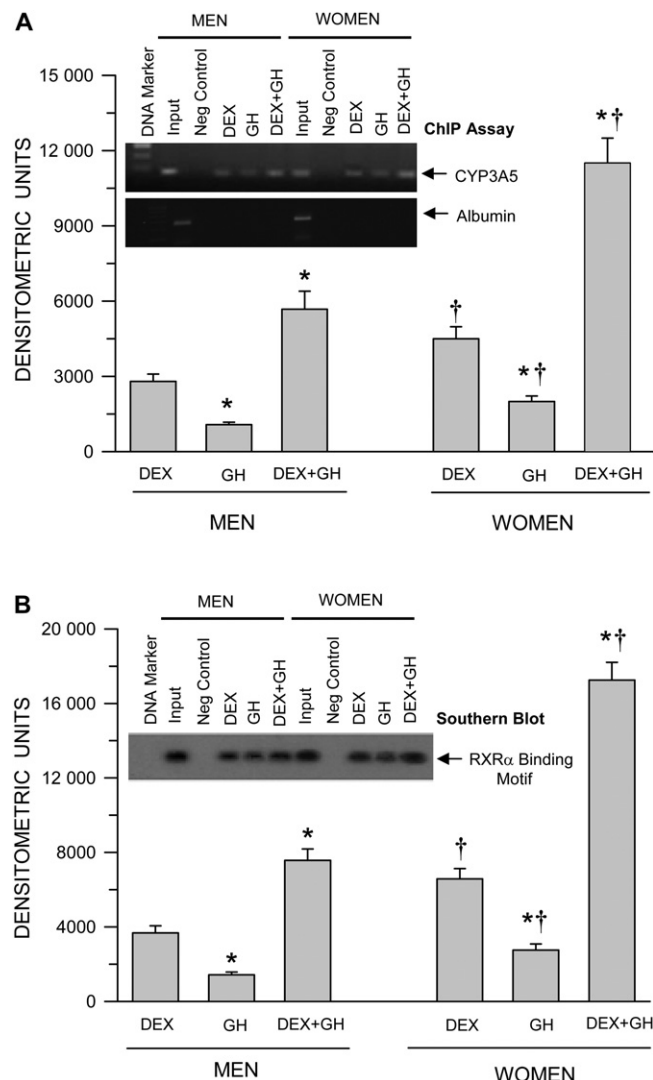 A
MEN
WOMEN
DNA Marker
Input
Neg Control
DEX
GH
DEX+GH
Input
Neg Control
DEX
GH
DEX+GH
ChIP Assay
CYP3A5
Albumin
DENSITOMETRIC UNITS
15 000
12 000
9000
6000
3000
0
*
*
†
*†
*†
DEX
GH
DEX+GH
DEX
GH
DEX+GH
MEN
WOMEN
B
MEN
WOMEN
DNA Marker
Input
Neg Control
DEX
GH
DEX+GH
Input
Neg Control
DEX
GH
DEX+GH
Southern Blot
RXRα Binding
Motif
DENSITOMETRIC UNITS
20 000
16 000
12 000
8000
4000
0
*
*
†
*†
*†
DEX
GH
DEX+GH
DEX
GH
DEX+GH
MEN
WOMEN